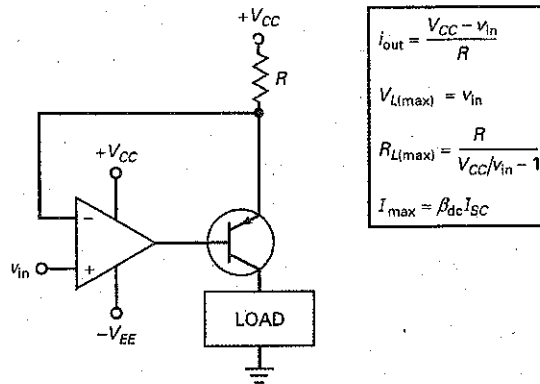 +V_CC
R
+V_CC
−
v_in
+
−V_EE
LOAD
i_out = (V_CC − v_in) / R
V_L(max) = v_in
R_L(max) = R / (V_CC/v_in − 1)
I_max = β_dc I_SC